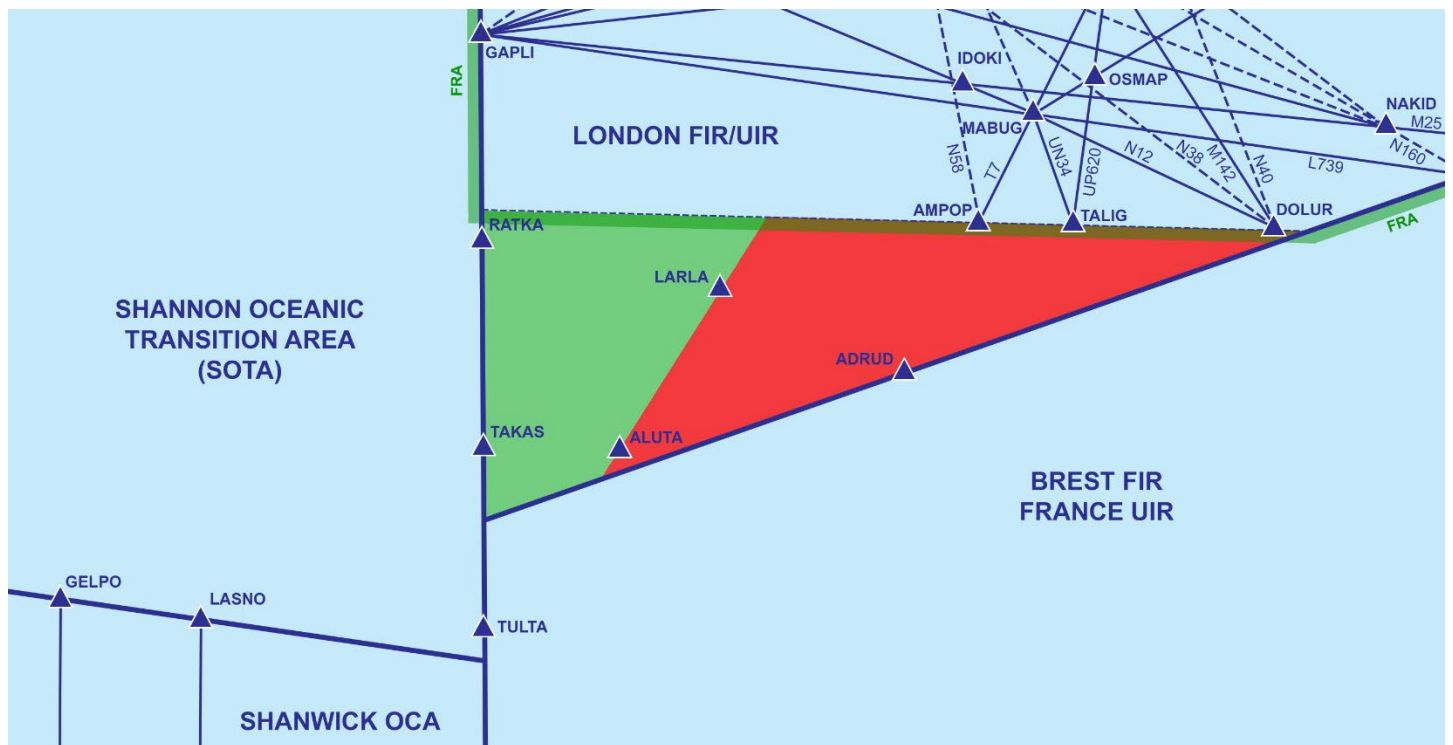 GAPLI
FRA
LONDON FIR/UIR
IDOKI
OSMAP
MABUG
NAKID
M25
N160
L739
N58
T7
UN34
UP620
N12
N38
M142
N40
AMPOP
TALIG
DOLUR
FRA
RATKA
LARLA
SHANNON OCEANIC
TRANSITION AREA
(SOTA)
ADRUD
TAKAS
ALUTA
BREST FIR
FRANCE UIR
GELPO
LASNO
TULTA
SHANWICK OCA